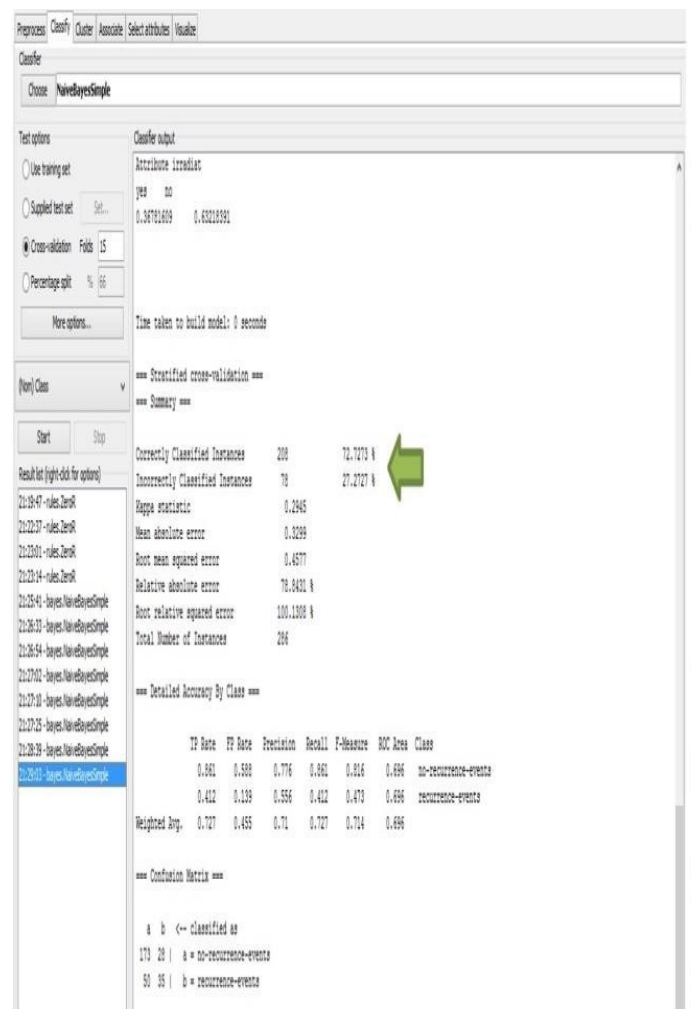 Preprocess Classify Cluster Associate Select attributes Visualize
Classifier
Choose NaiveBayesSimple
Test options
Use training set
Supplied test set Set...
Cross-validation Folds 15
Percentage split % 66
More options...
(Nom) Class
Start Stop
Result list (right-click for options)
21:19:47 - rules.ZeroR
21:22:37 - rules.ZeroR
21:23:01 - rules.ZeroR
21:23:14 - rules.ZeroR
21:25:41 - bayes.NaiveBayesSimple
21:26:33 - bayes.NaiveBayesSimple
21:26:54 - bayes.NaiveBayesSimple
21:27:02 - bayes.NaiveBayesSimple
21:27:10 - bayes.NaiveBayesSimple
21:27:25 - bayes.NaiveBayesSimple
21:28:39 - bayes.NaiveBayesSimple
21:29:03 - bayes.NaiveBayesSimple
Classifier output
Attribute irradiat
yes no
0.36781609 0.63218391
Time taken to build model: 0 seconds
=== Stratified cross-validation ===
=== Summary ===
Correctly Classified Instances 208 72.7273 %
Incorrectly Classified Instances 78 27.2727 %
Kappa statistic 0.2945
Mean absolute error 0.3299
Root mean squared error 0.4577
Relative absolute error 78.8431 %
Root relative squared error 100.1308 %
Total Number of Instances 286
=== Detailed Accuracy By Class ===
TP Rate FP Rate Precision Recall F-Measure ROC Area Class
0.861 0.588 0.776 0.861 0.816 0.696 no-recurrence-events
0.412 0.139 0.556 0.412 0.473 0.696 recurrence-events
Weighted Avg. 0.727 0.455 0.71 0.727 0.714 0.696
=== Confusion Matrix ===
a b <-- classified as
173 28 | a = no-recurrence-events
50 35 | b = recurrence-events